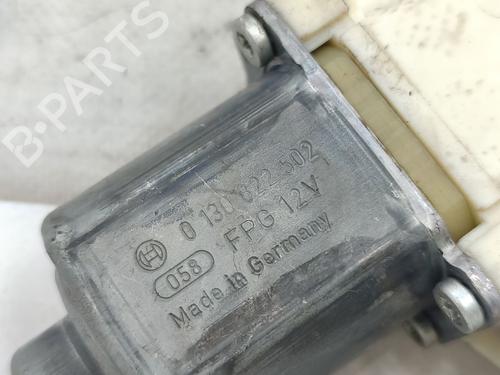 B-PARTS
0 130 822 502
058 FPG 12V
Made in Germany